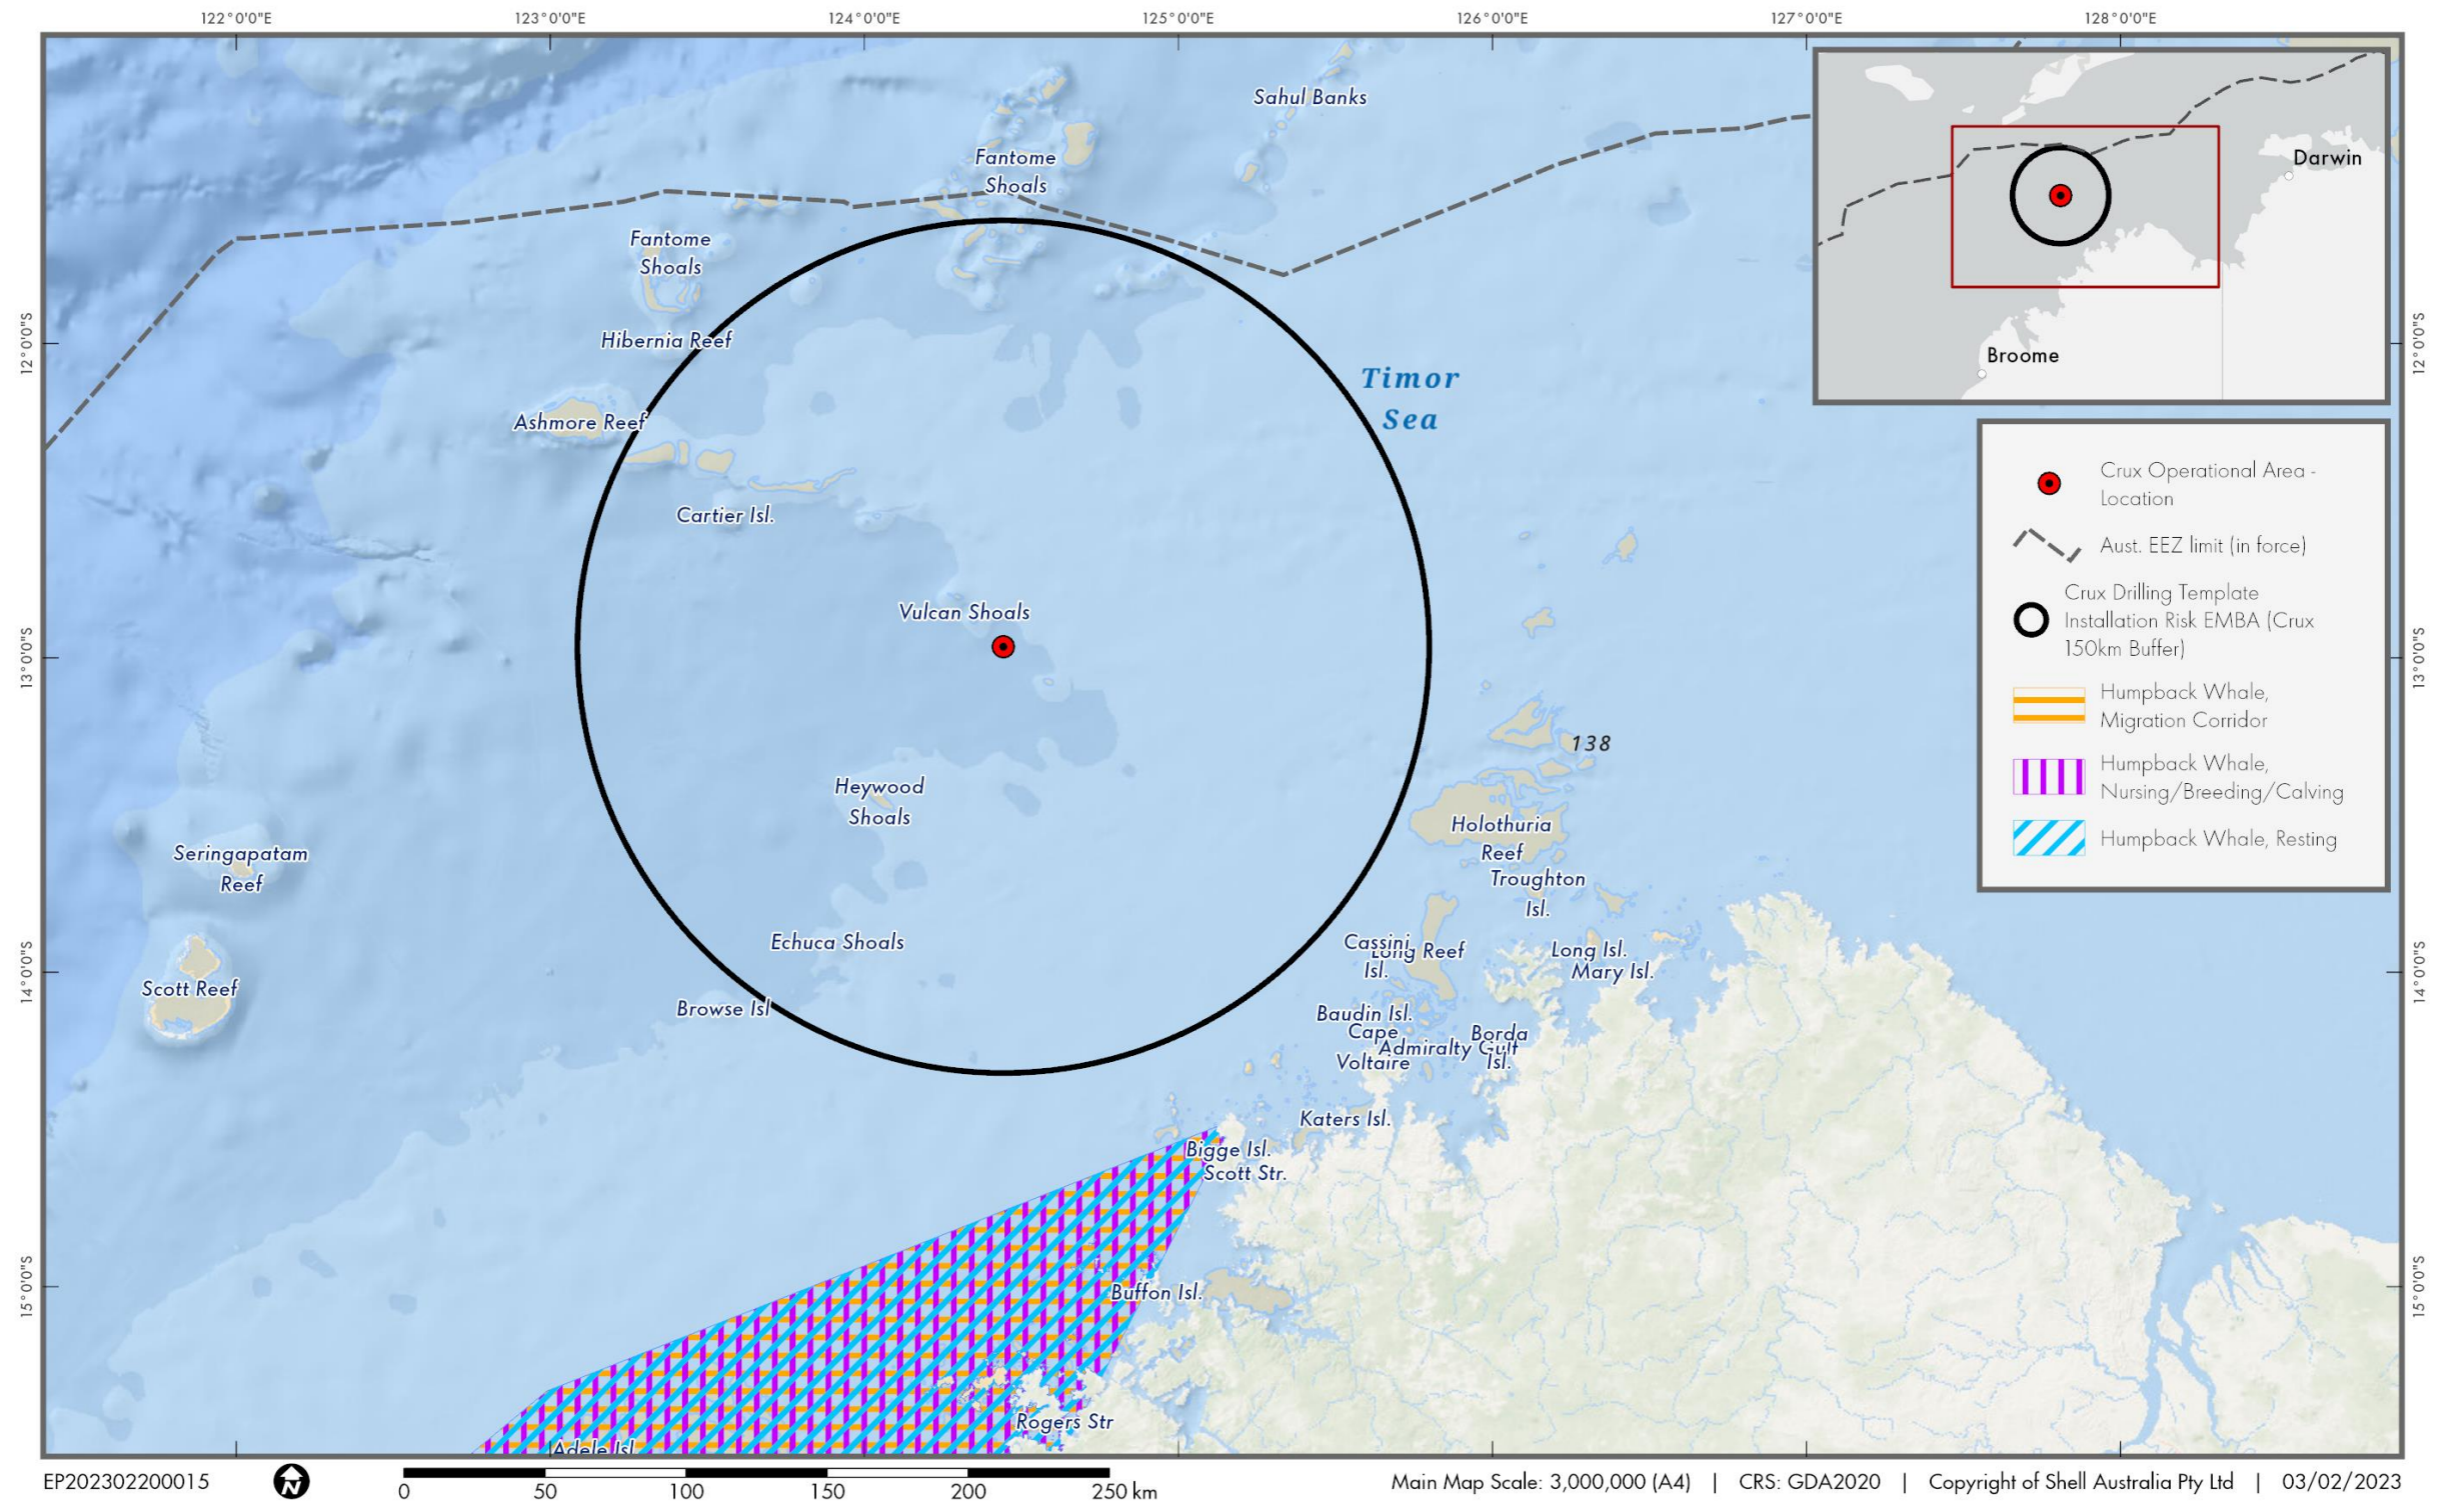 122°0'0"E
123°0'0"E
124°0'0"E
125°0'0"E
126°0'0"E
127°0'0"E
128°0'0"E
Sahul Banks
Fantome
Shoals
Fantome
Shoals
Hibernia Reef
Ashmore Reef
Cartier Isl.
Timor
Sea
Vulcan Shoals
Heywood
Shoals
Echuca Shoals
Browse Isl
Seringapatam
Reef
Scott Reef
138
Holothuria
Reef
Troughton
Isl.
Cassini
Isl.
Long Reef
Long Isl.
Mary Isl.
Baudin Isl.
Cape
Voltaire
Admiralty Gulf
Borda
Isl.
Katers Isl.
Bigge Isl.
Scott Str.
Buffon Isl.
Rogers Str
Adele Isl
12°0'0"S
13°0'0"S
14°0'0"S
15°0'0"S
12°0'0"S
13°0'0"S
14°0'0"S
15°0'0"S
Darwin
Broome
Crux Operational Area -
Location
Aust. EEZ limit (in force)
Crux Drilling Template
Installation Risk EMBA (Crux
150km Buffer)
Humpback Whale,
Migration Corridor
Humpback Whale,
Nursing/Breeding/Calving
Humpback Whale, Resting
EP202302200015
N
0 50 100 150 200 250 km
Main Map Scale: 3,000,000 (A4) | CRS: GDA2020 | Copyright of Shell Australia Pty Ltd | 03/02/2023